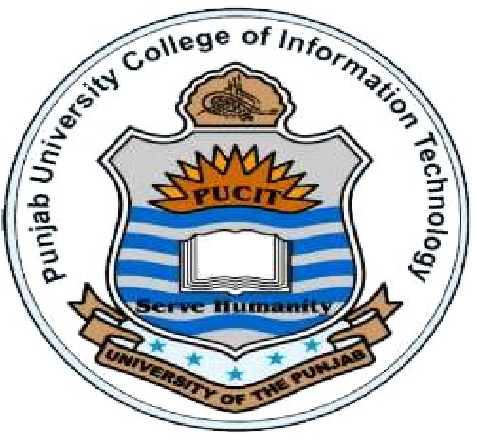 Punjab University College of Information Technology
PUCIT
Serve Humanity
UNIVERSITY OF THE PUNJAB